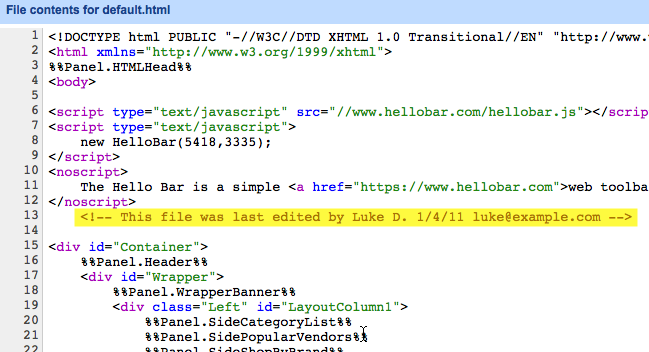 File contents for default.html
1 <!DOCTYPE html PUBLIC "-//W3C//DTD XHTML 1.0 Transitional//EN" "http://www.
2 <html xmlns="http://www.w3.org/1999/xhtml">
3 %%Panel.HTMLHead%%
4 <body>
5
6 <script type="text/javascript" src="//www.hellobar.com/hellobar.js"></scrip
7 <script type="text/javascript">
8 new HelloBar(5418,3335);
9 </script>
10 <noscript>
11 The Hello Bar is a simple <a href="https://www.hellobar.com">web toolba
12 </noscript>
13 <!-- This file was last edited by Luke D. 1/4/11 luke@example.com -->
14
15 <div id="Container">
16 %%Panel.Header%%
17 <div id="Wrapper">
18 %%Panel.WrapperBanner%%
19 <div class="Left" id="LayoutColumn1">
20 %%Panel.SideCategoryList%%
21 %%Panel.SidePopularVendors%%
22 %%Panel.SideShopByBrand%%